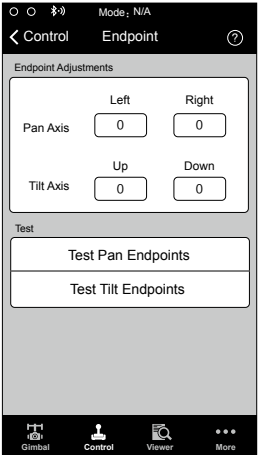 Mode: N/A
Control Endpoint ?
Endpoint Adjustments
Left Right
Pan Axis 0 0
Up Down
Tilt Axis 0 0
Test
Test Pan Endpoints
Test Tilt Endpoints
Gimbal Control Viewer More